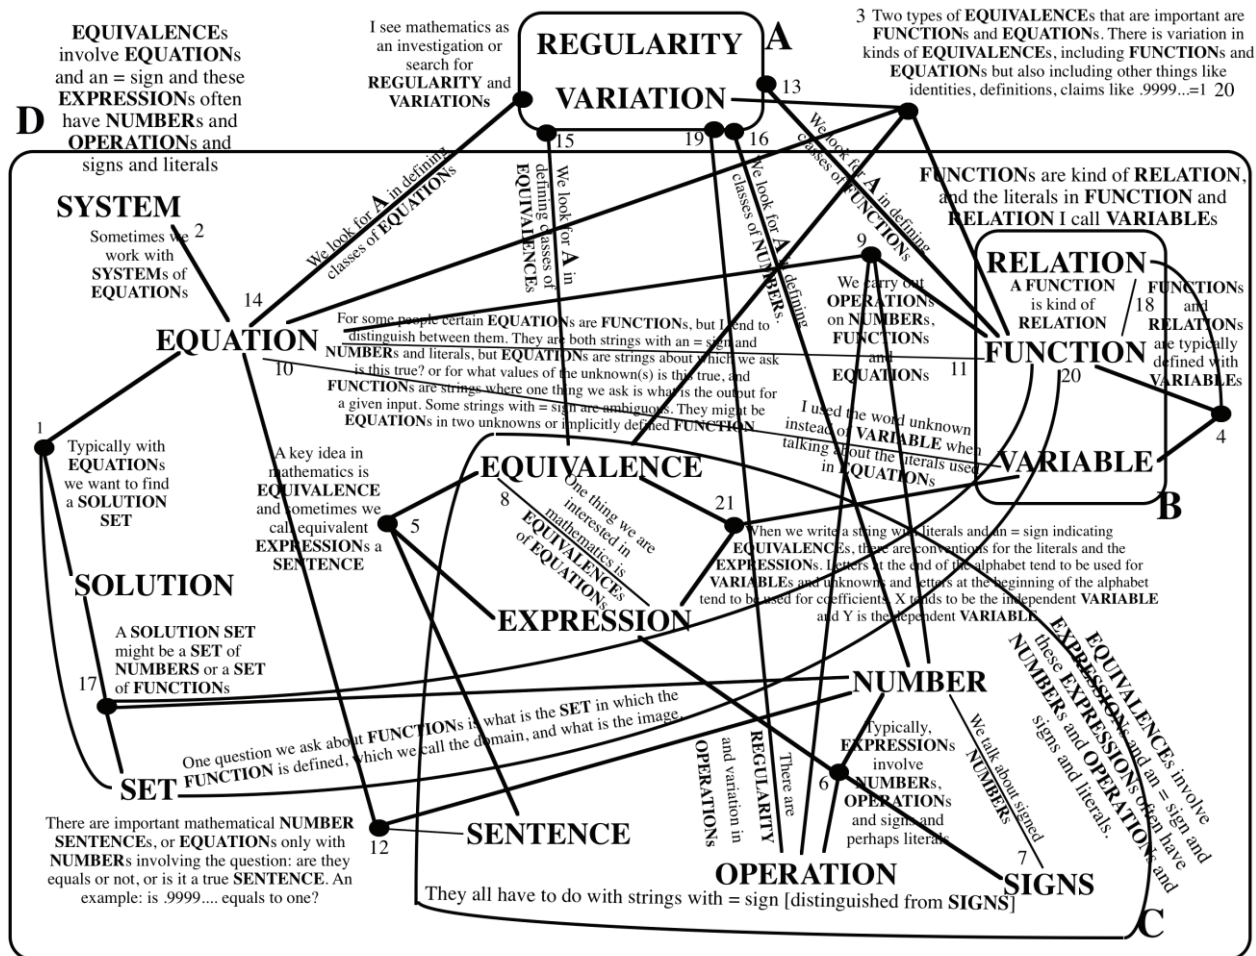 EQUIVALENCEs
involve EQUATIONs
and an = sign and these
EXPRESSIONs often
have NUMBERs and
OPERATIONs and
signs and literals
D
I see mathematics as
an investigation or
search for
REGULARITY and
VARIATIONs
REGULARITY
VARIATION
A
13
15
19
16
3 Two types of EQUIVALENCEs that are important are
FUNCTIONs and EQUATIONs. There is variation in
kinds of EQUIVALENCEs, including FUNCTIONs and
EQUATIONs but also including other things like
identities, definitions, claims like .9999...=1 20
We look for A in defining
classes of EQUATIONs
We look for A in
defining classes of
EQUIVALENCEs
We look for A in defining
classes of NUMBERs.
We look for A in defining
classes of FUNCTIONs
FUNCTIONs are kind of RELATION,
and the literals in FUNCTION and
RELATION I call VARIABLEs
SYSTEM
2
Sometimes we
work with
SYSTEMs of
EQUATIONs
14
EQUATION
10
9
We carry out
OPERATIONs
on NUMBERs,
FUNCTIONs
and
EQUATIONs
RELATION
A FUNCTION
is kind of
RELATION
18
FUNCTION
11
20
FUNCTIONs
and
RELATIONs
are typically
defined with
VARIABLEs
4
For some people certain EQUATIONs are FUNCTIONs, but I tend to
distinguish between them. They are both strings with an = sign and
NUMBERs and literals, but EQUATIONs are strings about which we ask
is this true? or for what values of the unknown(s) is this true, and
FUNCTIONs are strings where one thing we ask is what is the output for
a given input. Some strings with = sign are ambiguous. They might be
EQUATIONs in two unknowns or implicitly defined FUNCTION
I used the word unknown
instead of VARIABLE when
talking about the literals used
in EQUATIONs
VARIABLE
B
1
Typically with
EQUATIONs
we want to find
a SOLUTION
SET
A key idea in
mathematics is
EQUIVALENCE
and sometimes we
call equivalent
EXPRESSIONs a
SENTENCE
5
EQUIVALENCE
8
One thing we are
interested in
mathematics is
EQUIVALENCEs
of EQUATIONs
21
When we write a string with literals and an = sign indicating
EQUIVALENCEs, there are conventions for the literals and the
EXPRESSIONs. Letters at the end of the alphabet tend to be used for
VARIABLEs and unknowns and letters at the beginning of the alphabet
tend to be used for coefficients. X tends to be the independent VARIABLE
and Y is the dependent VARIABLE
SOLUTION
EXPRESSION
A SOLUTION SET
might be a SET of
NUMBERS or a SET
of FUNCTIONs
17
NUMBER
One question we ask about FUNCTIONs is what is the SET in which the
FUNCTION is defined, which we call the domain, and what is the image.
SET
EQUIVALENCEs involve
EXPRESSIONs and an = sign and
these EXPRESSIONs often have
NUMBERs and OPERATIONs and
signs and literals.
There are
REGULARITY
and variation in
OPERATIONs
Typically,
EXPRESSIONs
involve
NUMBERs,
OPERATIONs
and signs and
perhaps literals
6
We talk about signed
NUMBERs
7
There are important mathematical NUMBER
SENTENCEs, or EQUATIONs only with
NUMBERs involving the question: are they
equals or not, or is it a true SENTENCE. An
example: is .9999.... equals to one?
12
SENTENCE
OPERATION
SIGNS
They all have to do with strings with = sign [distinguished from SIGNS]
C